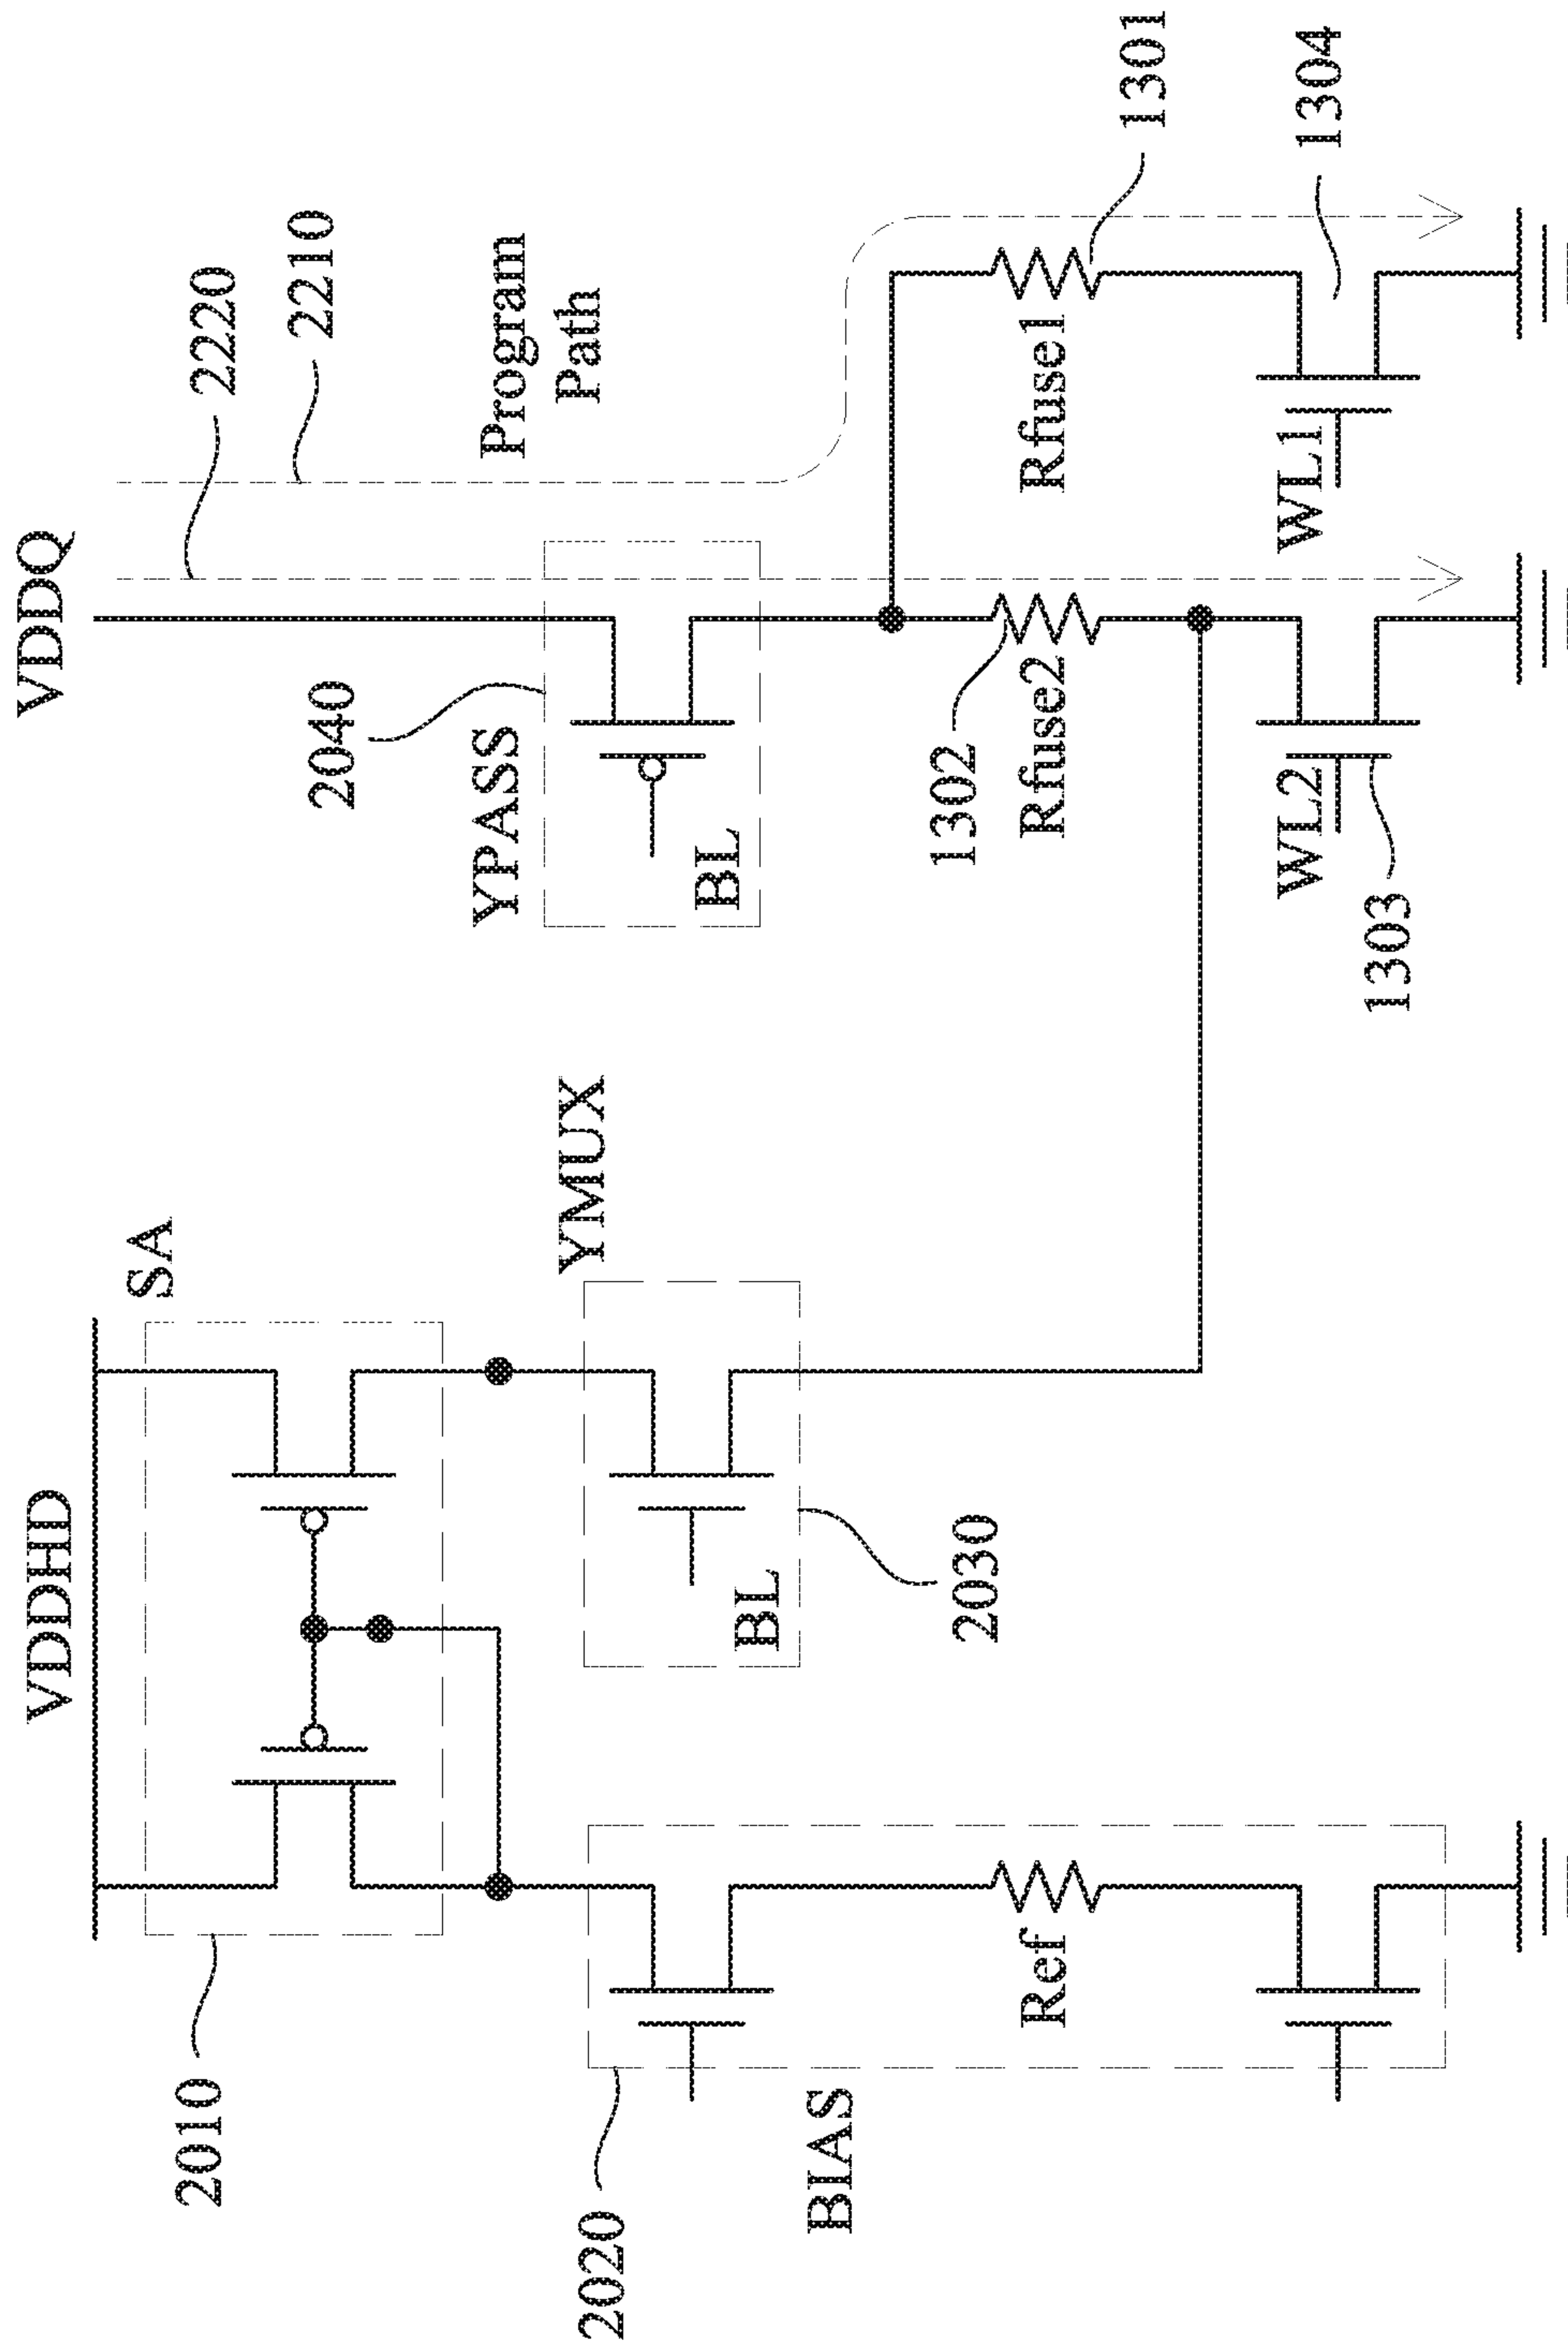 VDDHD
VDDQ
SA
2010
2020
BIAS
Ref
YMUX
BL
2030
YPASS
BL
2040
2220
2210
Program
Path
1302
Rfuse2
Rfuse1
1301
WL2
1303
WL1
1304